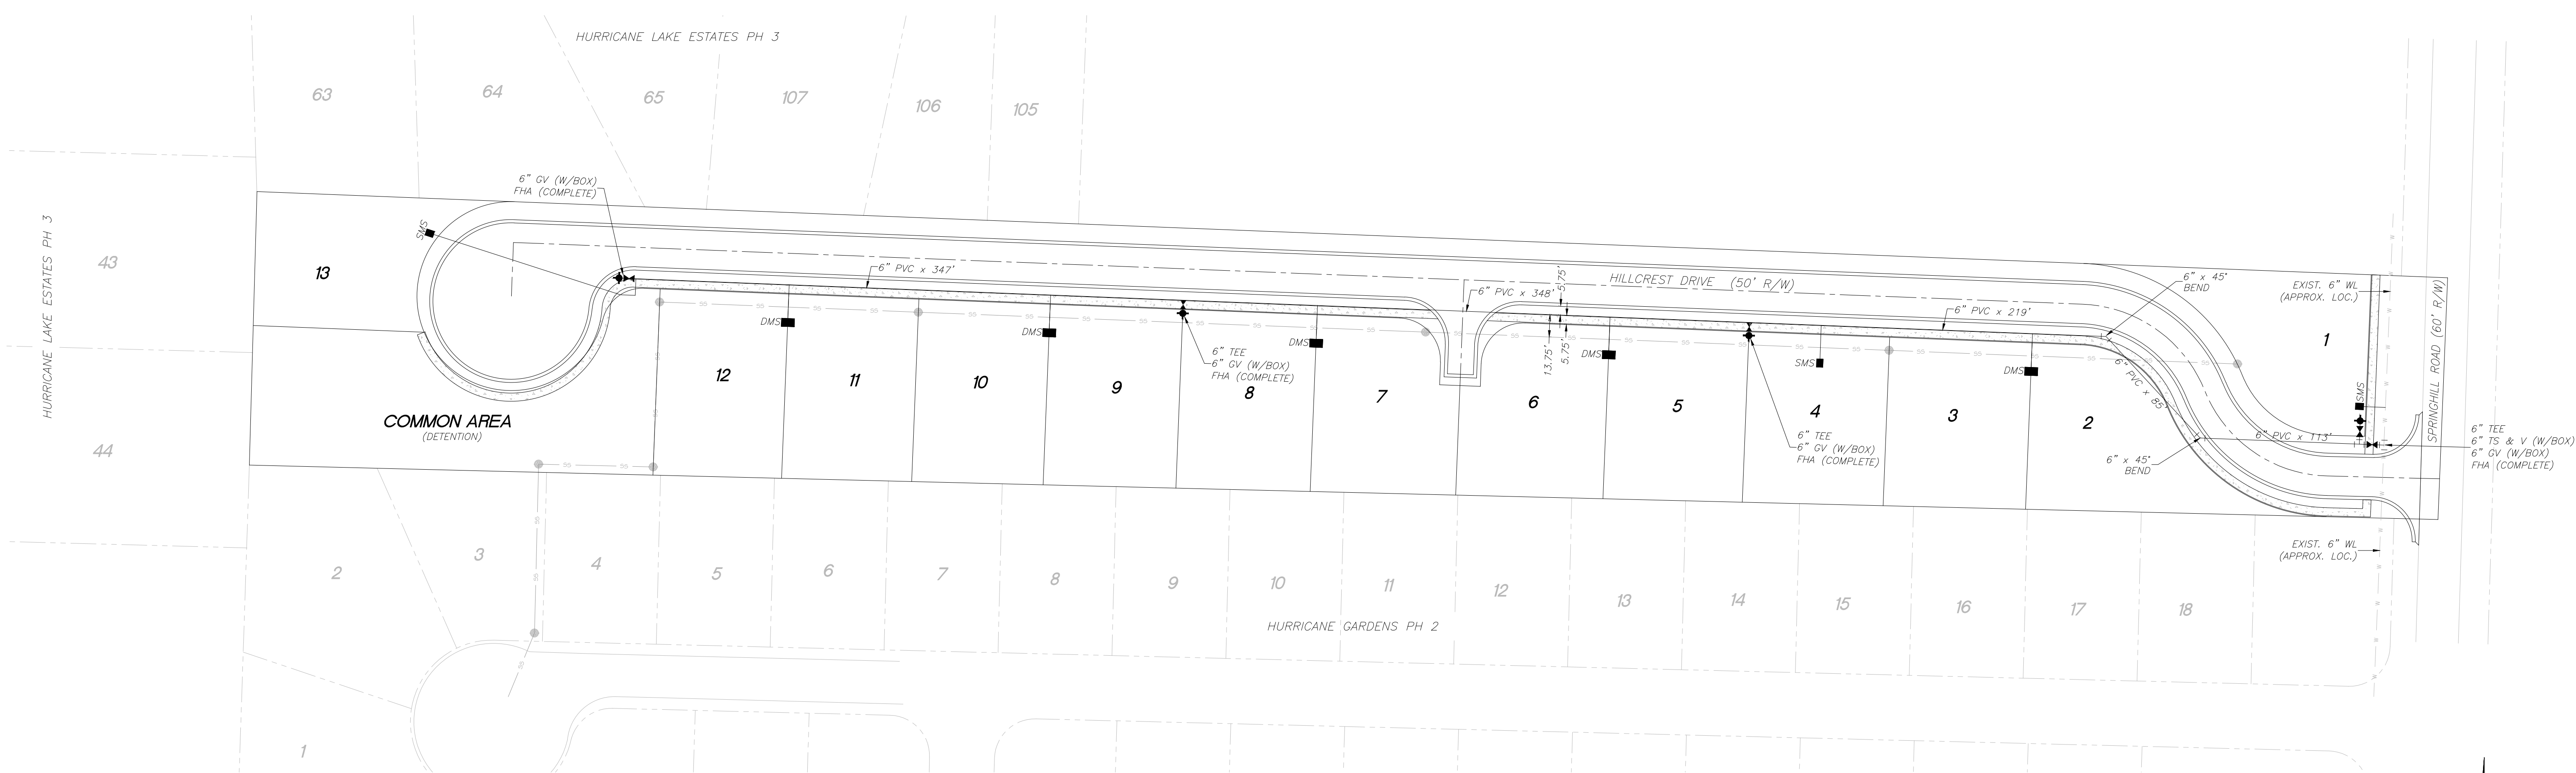 HURRICANE LAKE ESTATES PH 3
63
64
65
107
106
105
6" GV (W/BOX)
FHA (COMPLETE)
HURRICANE LAKE ESTATES PH 3
43
44
13
SMS
6" PVC x 347'
6" PVC x 348'
5.75'
HILLCREST DRIVE (50' R/W)
6" x 45°
BEND
EXIST. 6" WL
(APPROX. LOC.)
6" PVC x 219'
SPRINGHILL ROAD (60' R/W)
1
SS
DMS
DMS
DMS
DMS
SMS
DMS
13.75'
5.75'
6" TEE
6" GV (W/BOX)
FHA (COMPLETE)
6" PVC x 85'
SMS
12
11
10
9
8
7
6
5
4
3
2
COMMON AREA
(DETENTION)
6" TEE
6" GV (W/BOX)
FHA (COMPLETE)
6" PVC x 113'
6" x 45°
BEND
6" TEE
6" TS & V (W/BOX)
6" GV (W/BOX)
FHA (COMPLETE)
EXIST. 6" WL
(APPROX. LOC.)
2
3
4
5
6
7
8
9
10
11
12
13
14
15
16
17
18
HURRICANE GARDENS PH 2
1